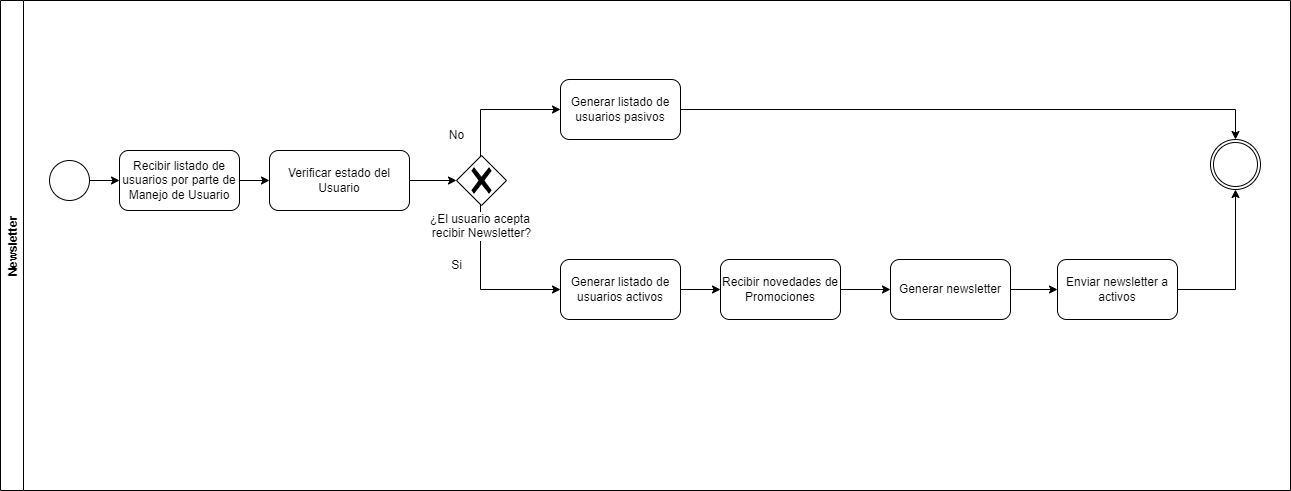 Newsletter
Recibir listado de
usuarios por parte de
Manejo de Usuario
Verificar estado del
Usuario
No
¿El usuario acepta
recibir Newsletter?
Si
Generar listado de
usuarios pasivos
Generar listado de
usuarios activos
Recibir novedades de
Promociones
Generar newsletter
Enviar newsletter a
activos